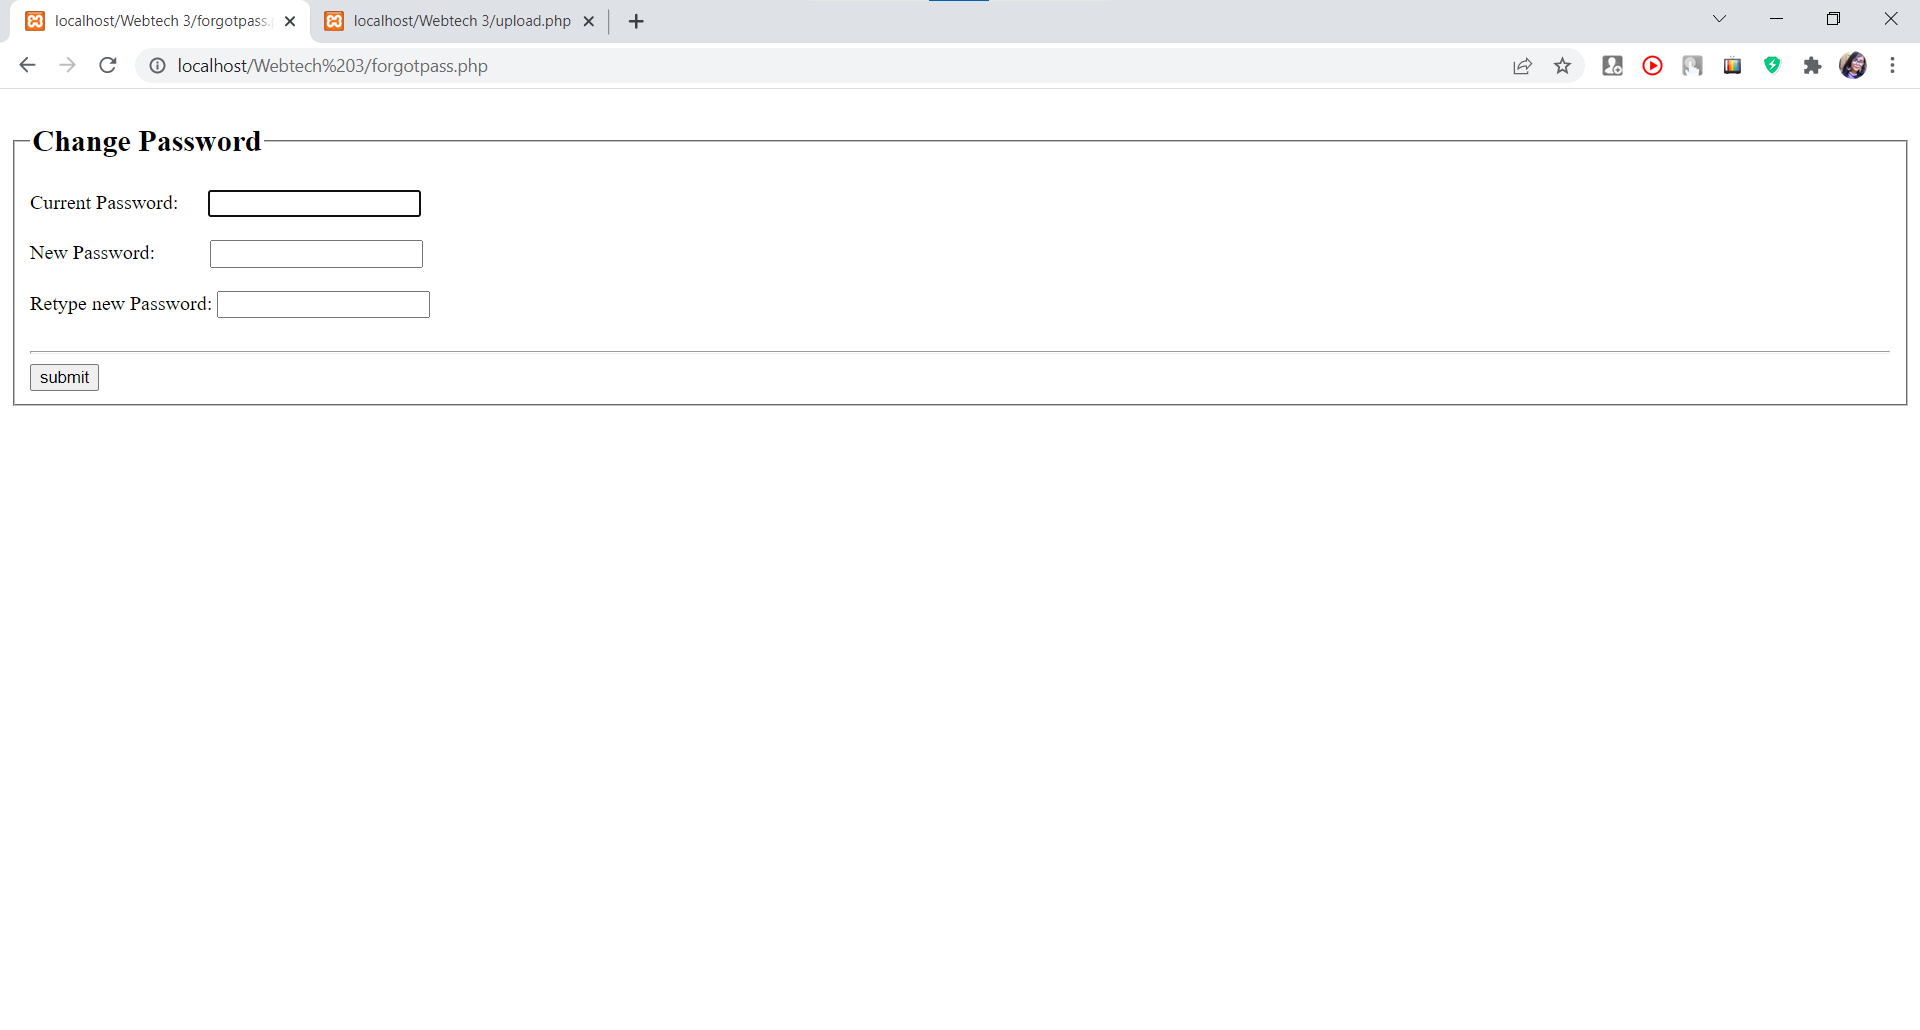 localhost/Webtech 3/forgotpass.
localhost/Webtech 3/upload.php
localhost/Webtech%203/forgotpass.php
Change Password
Current Password:
New Password:
Retype new Password:
submit